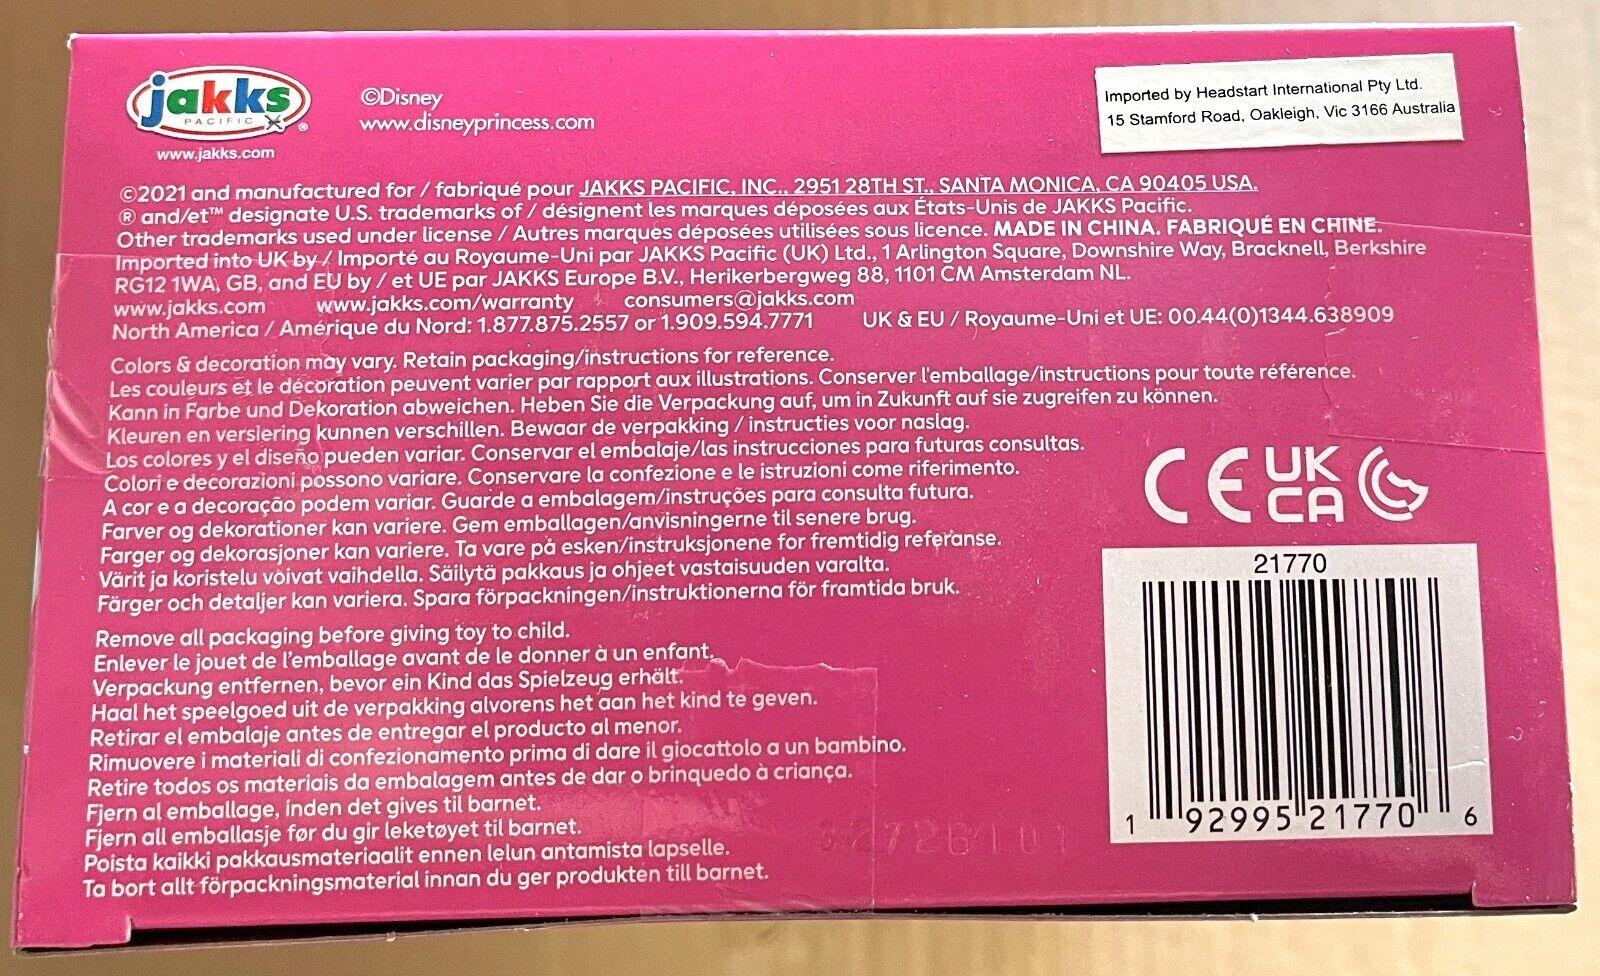 jakks
PACIFIC
®
www.jakks.com
©Disney
www.disneyprincess.com
Imported by Headstart International Pty Ltd.
15 Stamford Road, Oakleigh, Vic 3166 Australia
©2021 and manufactured for / fabriqué pour JAKKS PACIFIC, INC., 2951 28TH ST., SANTA MONICA, CA 90405 USA.
® and/et™ designate U.S. trademarks of / désignent les marques déposées aux États-Unis de JAKKS Pacific.
Other trademarks used under license / Autres marques déposées utilisées sous licence. MADE IN CHINA. FABRIQUÉ EN CHINE.
Imported into UK by / Importé au Royaume-Uni par JAKKS Pacific (UK) Ltd., 1 Arlington Square, Downshire Way, Bracknell, Berkshire
RG12 1WA, GB, and EU by / et UE par JAKKS Europe B.V., Herikerbergweg 88, 1101 CM Amsterdam NL.
www.jakks.com www.jakks.com/warranty consumers@jakks.com
North America / Amérique du Nord: 1.877.875.2557 or 1.909.594.7771 UK & EU / Royaume-Uni et UE: 00.44(0)1344.638909
Colors & decoration may vary. Retain packaging/instructions for reference.
Les couleurs et le décoration peuvent varier par rapport aux illustrations. Conserver l'emballage/instructions pour toute référence.
Kann in Farbe und Dekoration abweichen. Heben Sie die Verpackung auf, um in Zukunft auf sie zugreifen zu können.
Kleuren en versiering kunnen verschillen. Bewaar de verpakking / instructies voor naslag.
Los colores y el diseño pueden variar. Conservar el embalaje/las instrucciones para futuras consultas.
Colori e decorazioni possono variare. Conservare la confezione e le istruzioni come riferimento.
A cor e a decoração podem variar. Guarde a embalagem/instruções para consulta futura.
Farver og dekorationer kan variere. Gem emballagen/anvisningerne til senere brug.
Farger og dekorasjoner kan variere. Ta vare på esken/instruksjonene for fremtidig referanse.
Värit ja koristelu voivat vaihdella. Säilytä pakkaus ja ohjeet vastaisuuden varalta.
Färger och detaljer kan variera. Spara förpackningen/instruktionerna för framtida bruk.
CE UK
CA
Remove all packaging before giving toy to child.
Enlever le jouet de l'emballage avant de le donner à un enfant.
Verpackung entfernen, bevor ein Kind das Spielzeug erhält.
Haal het speelgoed uit de verpakking alvorens het aan het kind te geven.
Retirar el embalaje antes de entregar el producto al menor.
Rimuovere i materiali di confezionamento prima di dare il giocattolo a un bambino.
Retire todos os materiais da embalagem antes de dar o brinquedo à criança.
Fjern al emballage, inden det gives til barnet.
Fjern all emballasje før du gir leketøyet til barnet.
Poista kaikki pakkausmateriaalit ennen lelun antamista lapselle.
Ta bort allt förpackningsmaterial innan du ger produkten till barnet.
21770
1 92995 21770 6